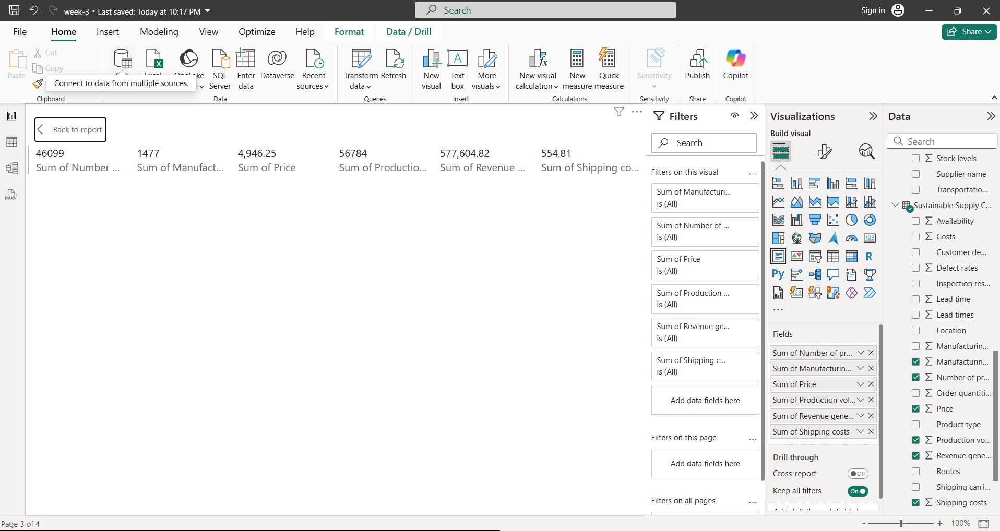 week-3 • Last saved: Today at 10:17 PM
Search
Sign in
File
Home
Insert
Modeling
View
Optimize
Help
Format
Data / Drill
Share
Paste
Cut
Copy
Connect to data from multiple sources.
Clipboard
SQL
Server
Enter
data
Dataverse
Recent
sources
Data
Transform
data
Refresh
Queries
New
visual
Text
box
More
visuals
Insert
New visual
calculation
New
measure
Quick
measure
Calculations
Sensitivity
Sensitivity
Publish
Share
Copilot
Copilot
Back to report
46099
Sum of Number ...
1477
Sum of Manufact...
4,946.25
Sum of Price
56784
Sum of Productio...
577,604.82
Sum of Revenue ...
554.81
Sum of Shipping co...
DAX
Filters
Search
Filters on this visual
Sum of Manufacturi...
is (All)
Sum of Number of ...
is (All)
Sum of Price
is (All)
Sum of Production ...
is (All)
Sum of Revenue ge...
is (All)
Sum of Shipping c...
is (All)
Add data fields here
Filters on this page
Add data fields here
Filters on all pages
Visualizations
Build visual
123
R
Py
123
Fields
Sum of Number of pr...
Sum of Manufacturin...
Sum of Price
Sum of Production vol...
Sum of Revenue gene...
Sum of Shipping costs
Drill through
Cross-report
Off
Keep all filters
On
Data
Search
Stock levels
Supplier name
Transportatio...
Sustainable Supply C...
Availability
Costs
Customer de...
Defect rates
Inspection res...
Lead time
Lead times
Location
Manufacturin...
Manufacturin...
Number of pr...
Order quantiti...
Price
Product type
Production vo...
Revenue gene...
Routes
Shipping carri...
Shipping costs
Page 3 of 4
- + 100%